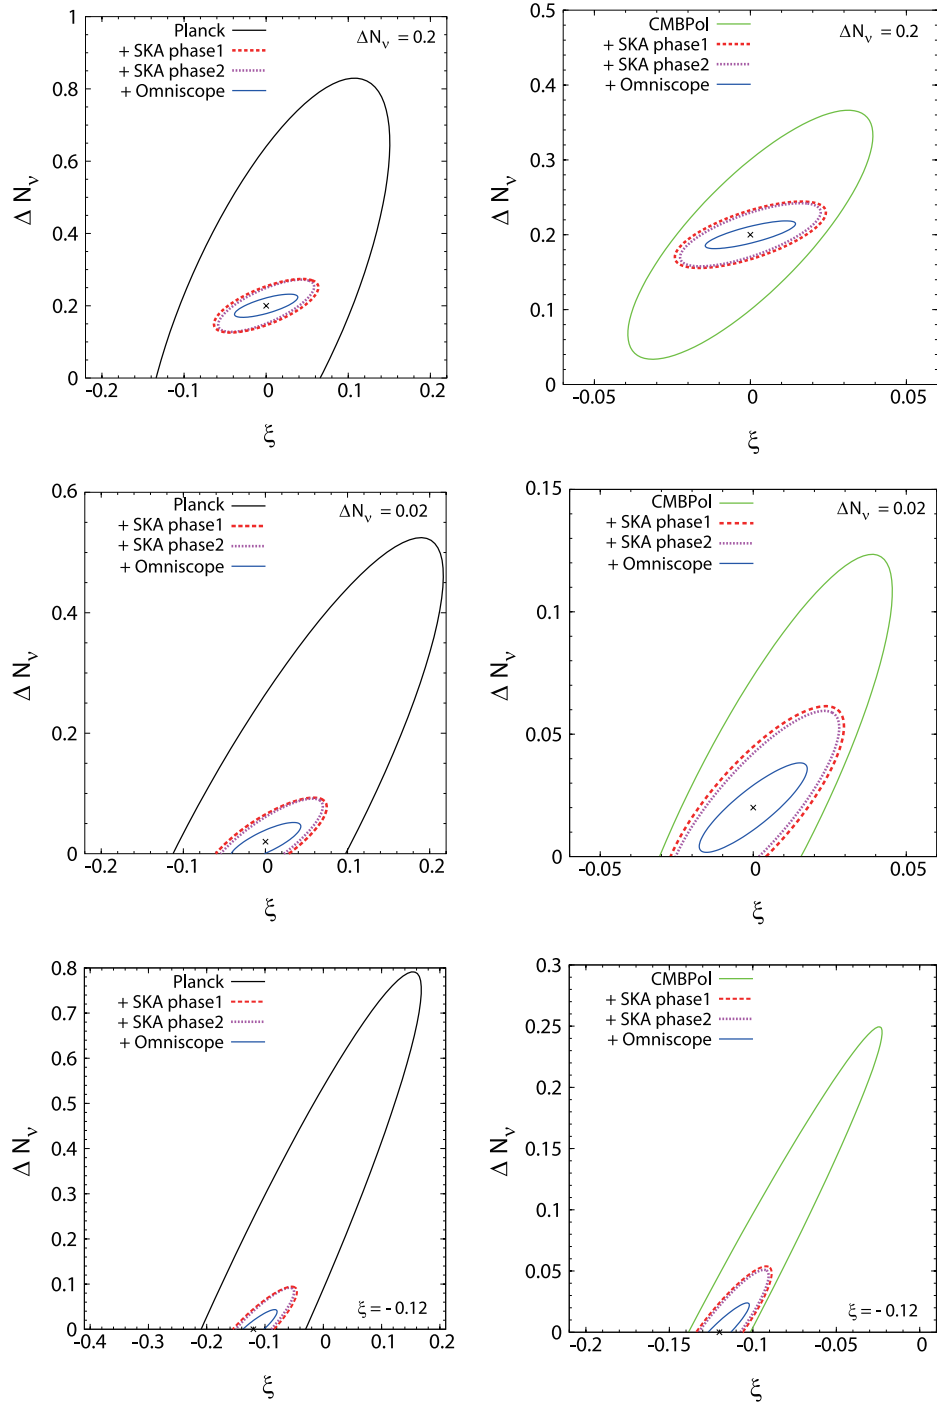 1
Planck
ΔNν = 0.2
+ SKA phase1
+ SKA phase2
+ Omniscope
0.8
0.6
0.4
0.2
0
ΔNν
-0.2
-0.1
0
0.1
0.2
ξ
0.5
CMBPol
ΔNν = 0.2
+ SKA phase1
+ SKA phase2
+ Omniscope
0.4
0.3
0.2
0.1
0
ΔNν
-0.05
0
0.05
ξ
0.6
Planck
ΔNν = 0.02
+ SKA phase1
+ SKA phase2
+ Omniscope
0.4
0.2
0
ΔNν
-0.2
-0.1
0
0.1
0.2
ξ
0.15
CMBPol
ΔNν = 0.02
+ SKA phase1
+ SKA phase2
+ Omniscope
0.1
0.05
0
ΔNν
-0.05
0
0.05
ξ
0.8
Planck
+ SKA phase1
+ SKA phase2
+ Omniscope
0.7
0.6
0.5
0.4
0.3
0.2
0.1
0
ΔNν
ξ = - 0.12
-0.4
-0.3
-0.2
-0.1
0
0.1
0.2
ξ
0.3
CMBPol
+ SKA phase1
+ SKA phase2
+ Omniscope
0.25
0.2
0.15
0.1
0.05
0
ΔNν
ξ = - 0.12
-0.2
-0.15
-0.1
-0.05
0
ξ